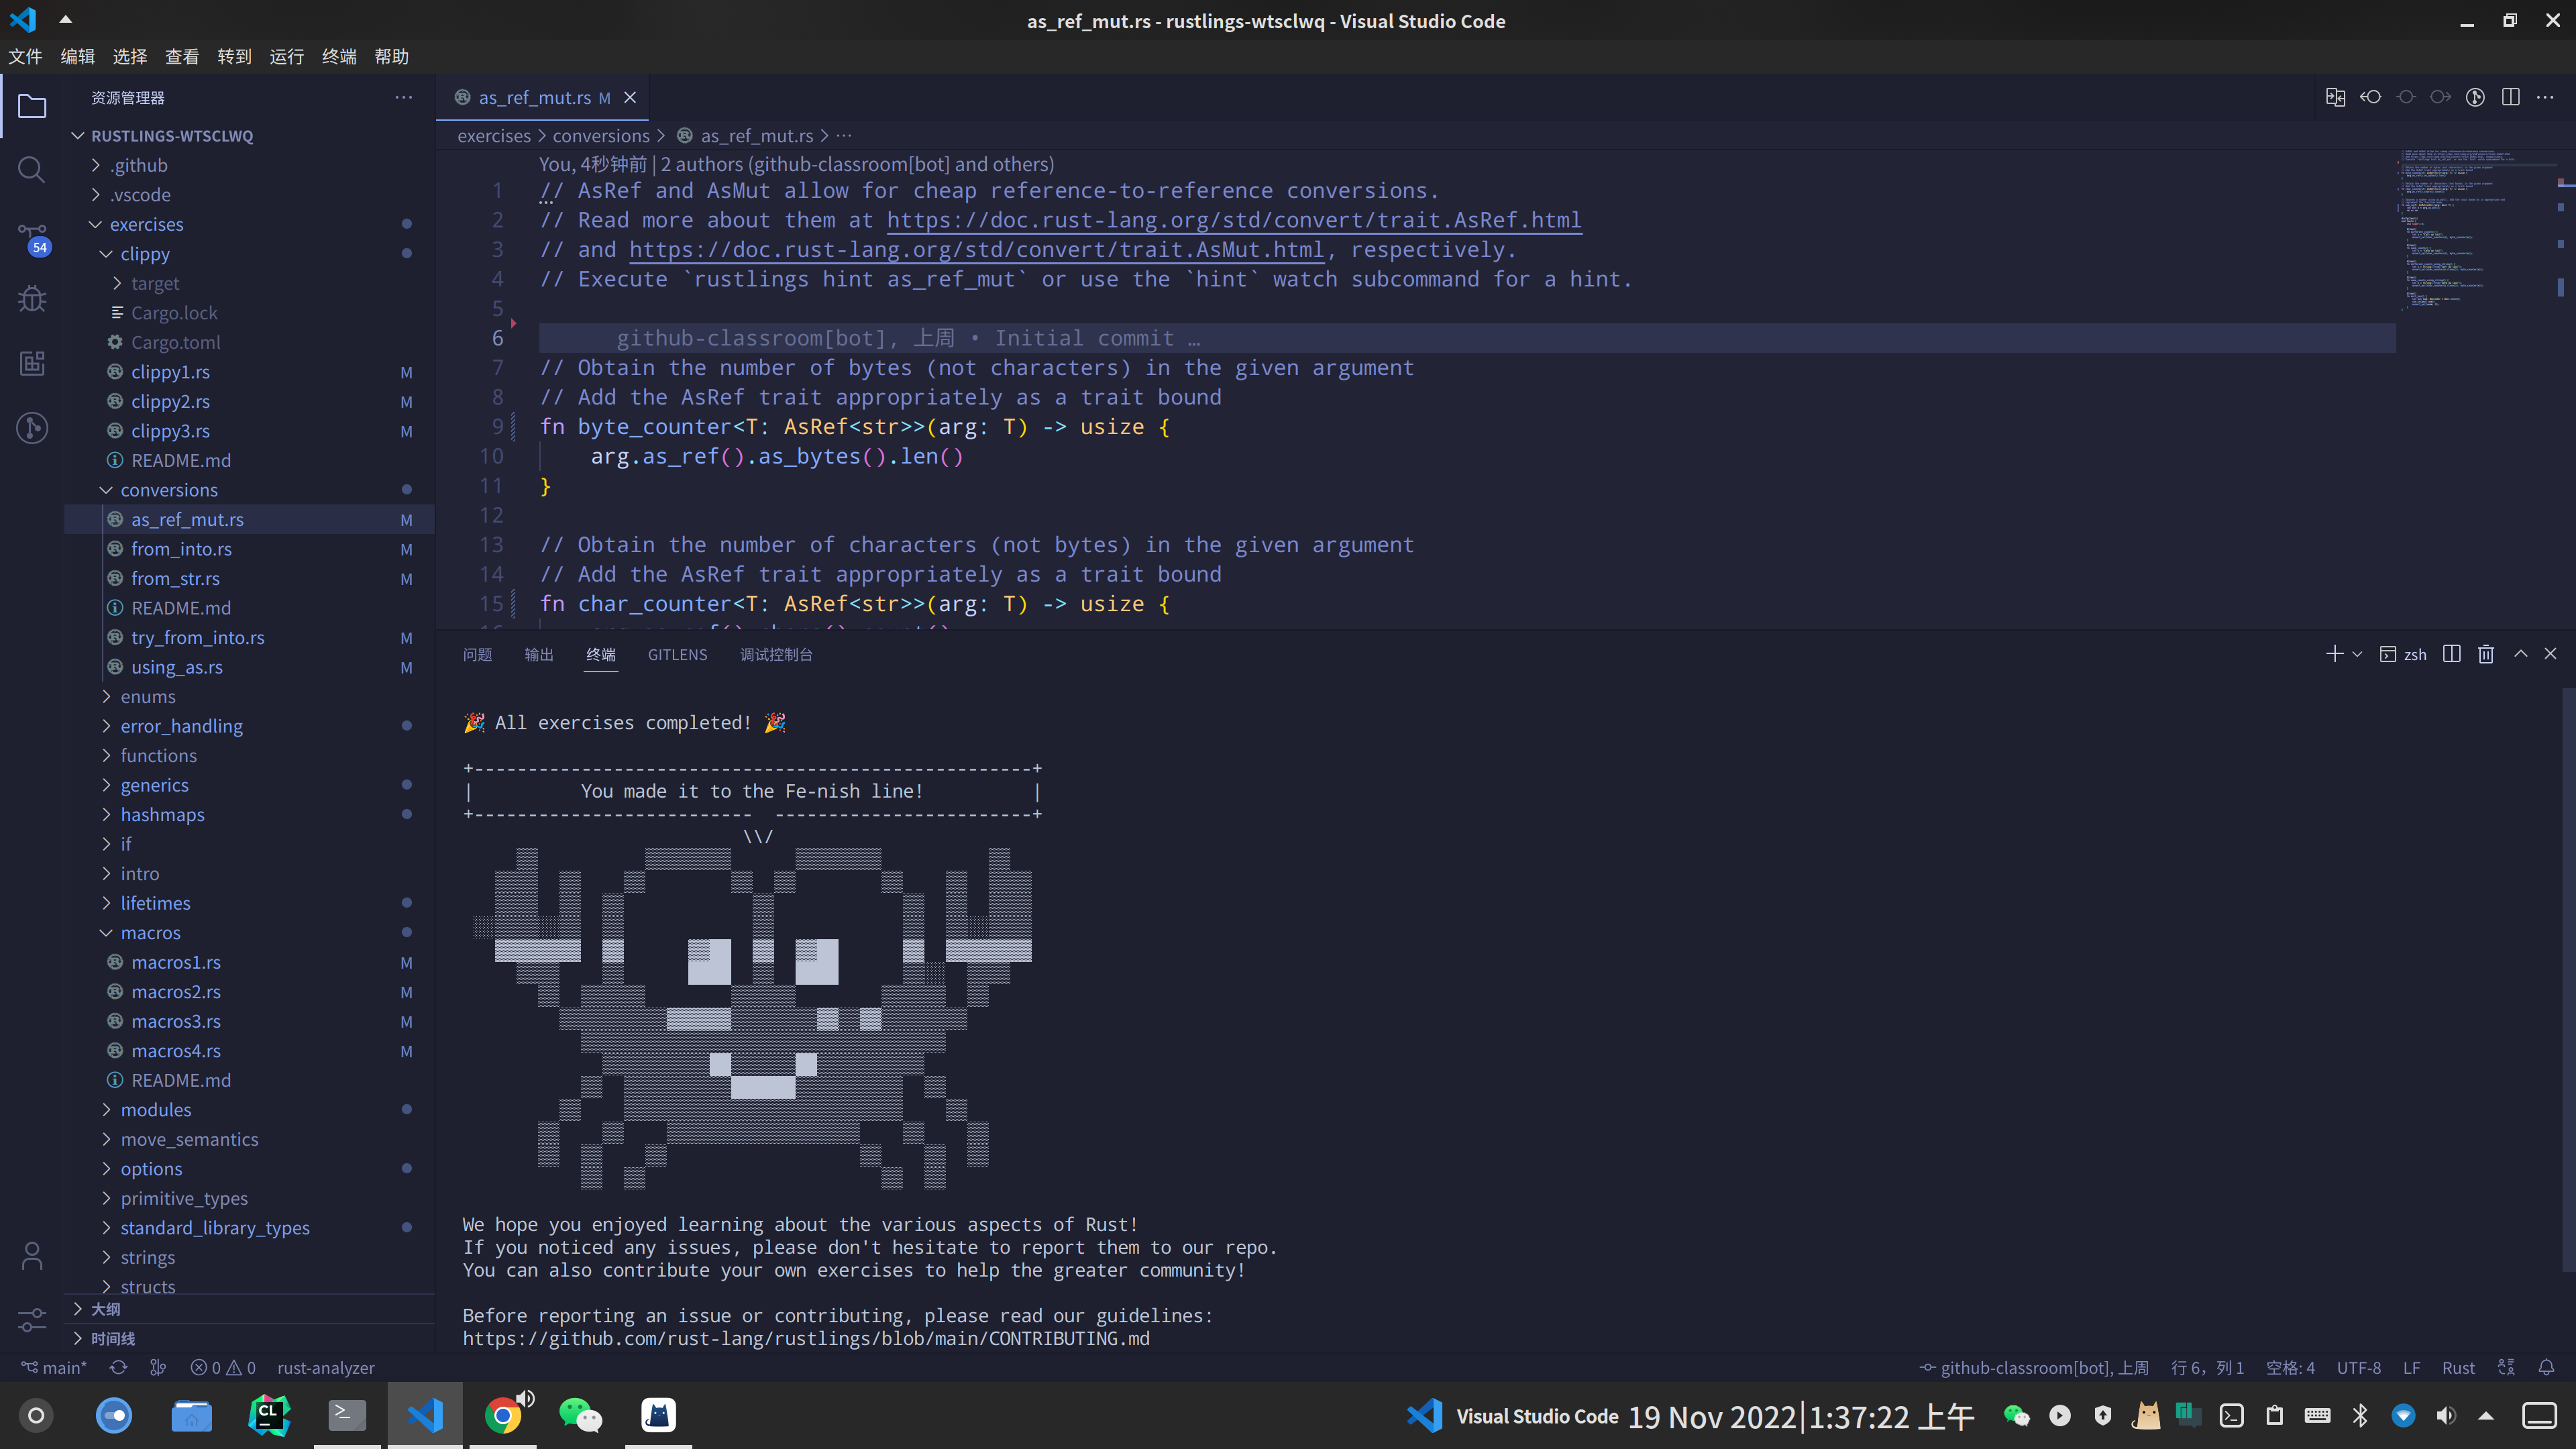 as_ref_mut.rs - rustlings-wtsclwq - Visual Studio Code
文件 编辑 选择 查看 转到 运行 终端 帮助
资源管理器
RUSTLINGS-WTSCLWQ
.github
.vscode
exercises
clippy
target
Cargo.lock
Cargo.toml
clippy1.rs M
clippy2.rs M
clippy3.rs M
README.md
conversions
as_ref_mut.rs M
from_into.rs M
from_str.rs M
README.md
try_from_into.rs M
using_as.rs M
enums
error_handling
functions
generics
hashmaps
if
intro
lifetimes
macros
macros1.rs M
macros2.rs M
macros3.rs M
macros4.rs M
README.md
modules
move_semantics
options
primitive_types
standard_library_types
strings
structs
大纲
时间线
54
as_ref_mut.rs M
exercises > conversions > as_ref_mut.rs > ...
You, 4秒钟前 | 2 authors (github-classroom[bot] and others)
1 // AsRef and AsMut allow for cheap reference-to-reference conversions.
2 // Read more about them at https://doc.rust-lang.org/std/convert/trait.AsRef.html
3 // and https://doc.rust-lang.org/std/convert/trait.AsMut.html, respectively.
4 // Execute `rustlings hint as_ref_mut` or use the `hint` watch subcommand for a hint.
5
6 github-classroom[bot], 上周 • Initial commit …
7 // Obtain the number of bytes (not characters) in the given argument
8 // Add the AsRef trait appropriately as a trait bound
9 fn byte_counter<T: AsRef<str>>(arg: T) -> usize {
10 arg.as_ref().as_bytes().len()
11 }
12
13 // Obtain the number of characters (not bytes) in the given argument
14 // Add the AsRef trait appropriately as a trait bound
15 fn char_counter<T: AsRef<str>>(arg: T) -> usize {
问题 输出 终端 GITLENS 调试控制台
zsh
🎉 All exercises completed! 🎉
+----------------------------------------------------+
| You made it to the Fe-nish line! |
+-------------------------- ------------------------+
\\/
We hope you enjoyed learning about the various aspects of Rust!
If you noticed any issues, please don't hesitate to report them to our repo.
You can also contribute your own exercises to help the greater community!
Before reporting an issue or contributing, please read our guidelines:
https://github.com/rust-lang/rustlings/blob/main/CONTRIBUTING.md
main* 0 0 rust-analyzer
github-classroom[bot], 上周 行 6，列 1 空格: 4 UTF-8 LF Rust
CL
Visual Studio Code 19 Nov 2022|1:37:22 上午